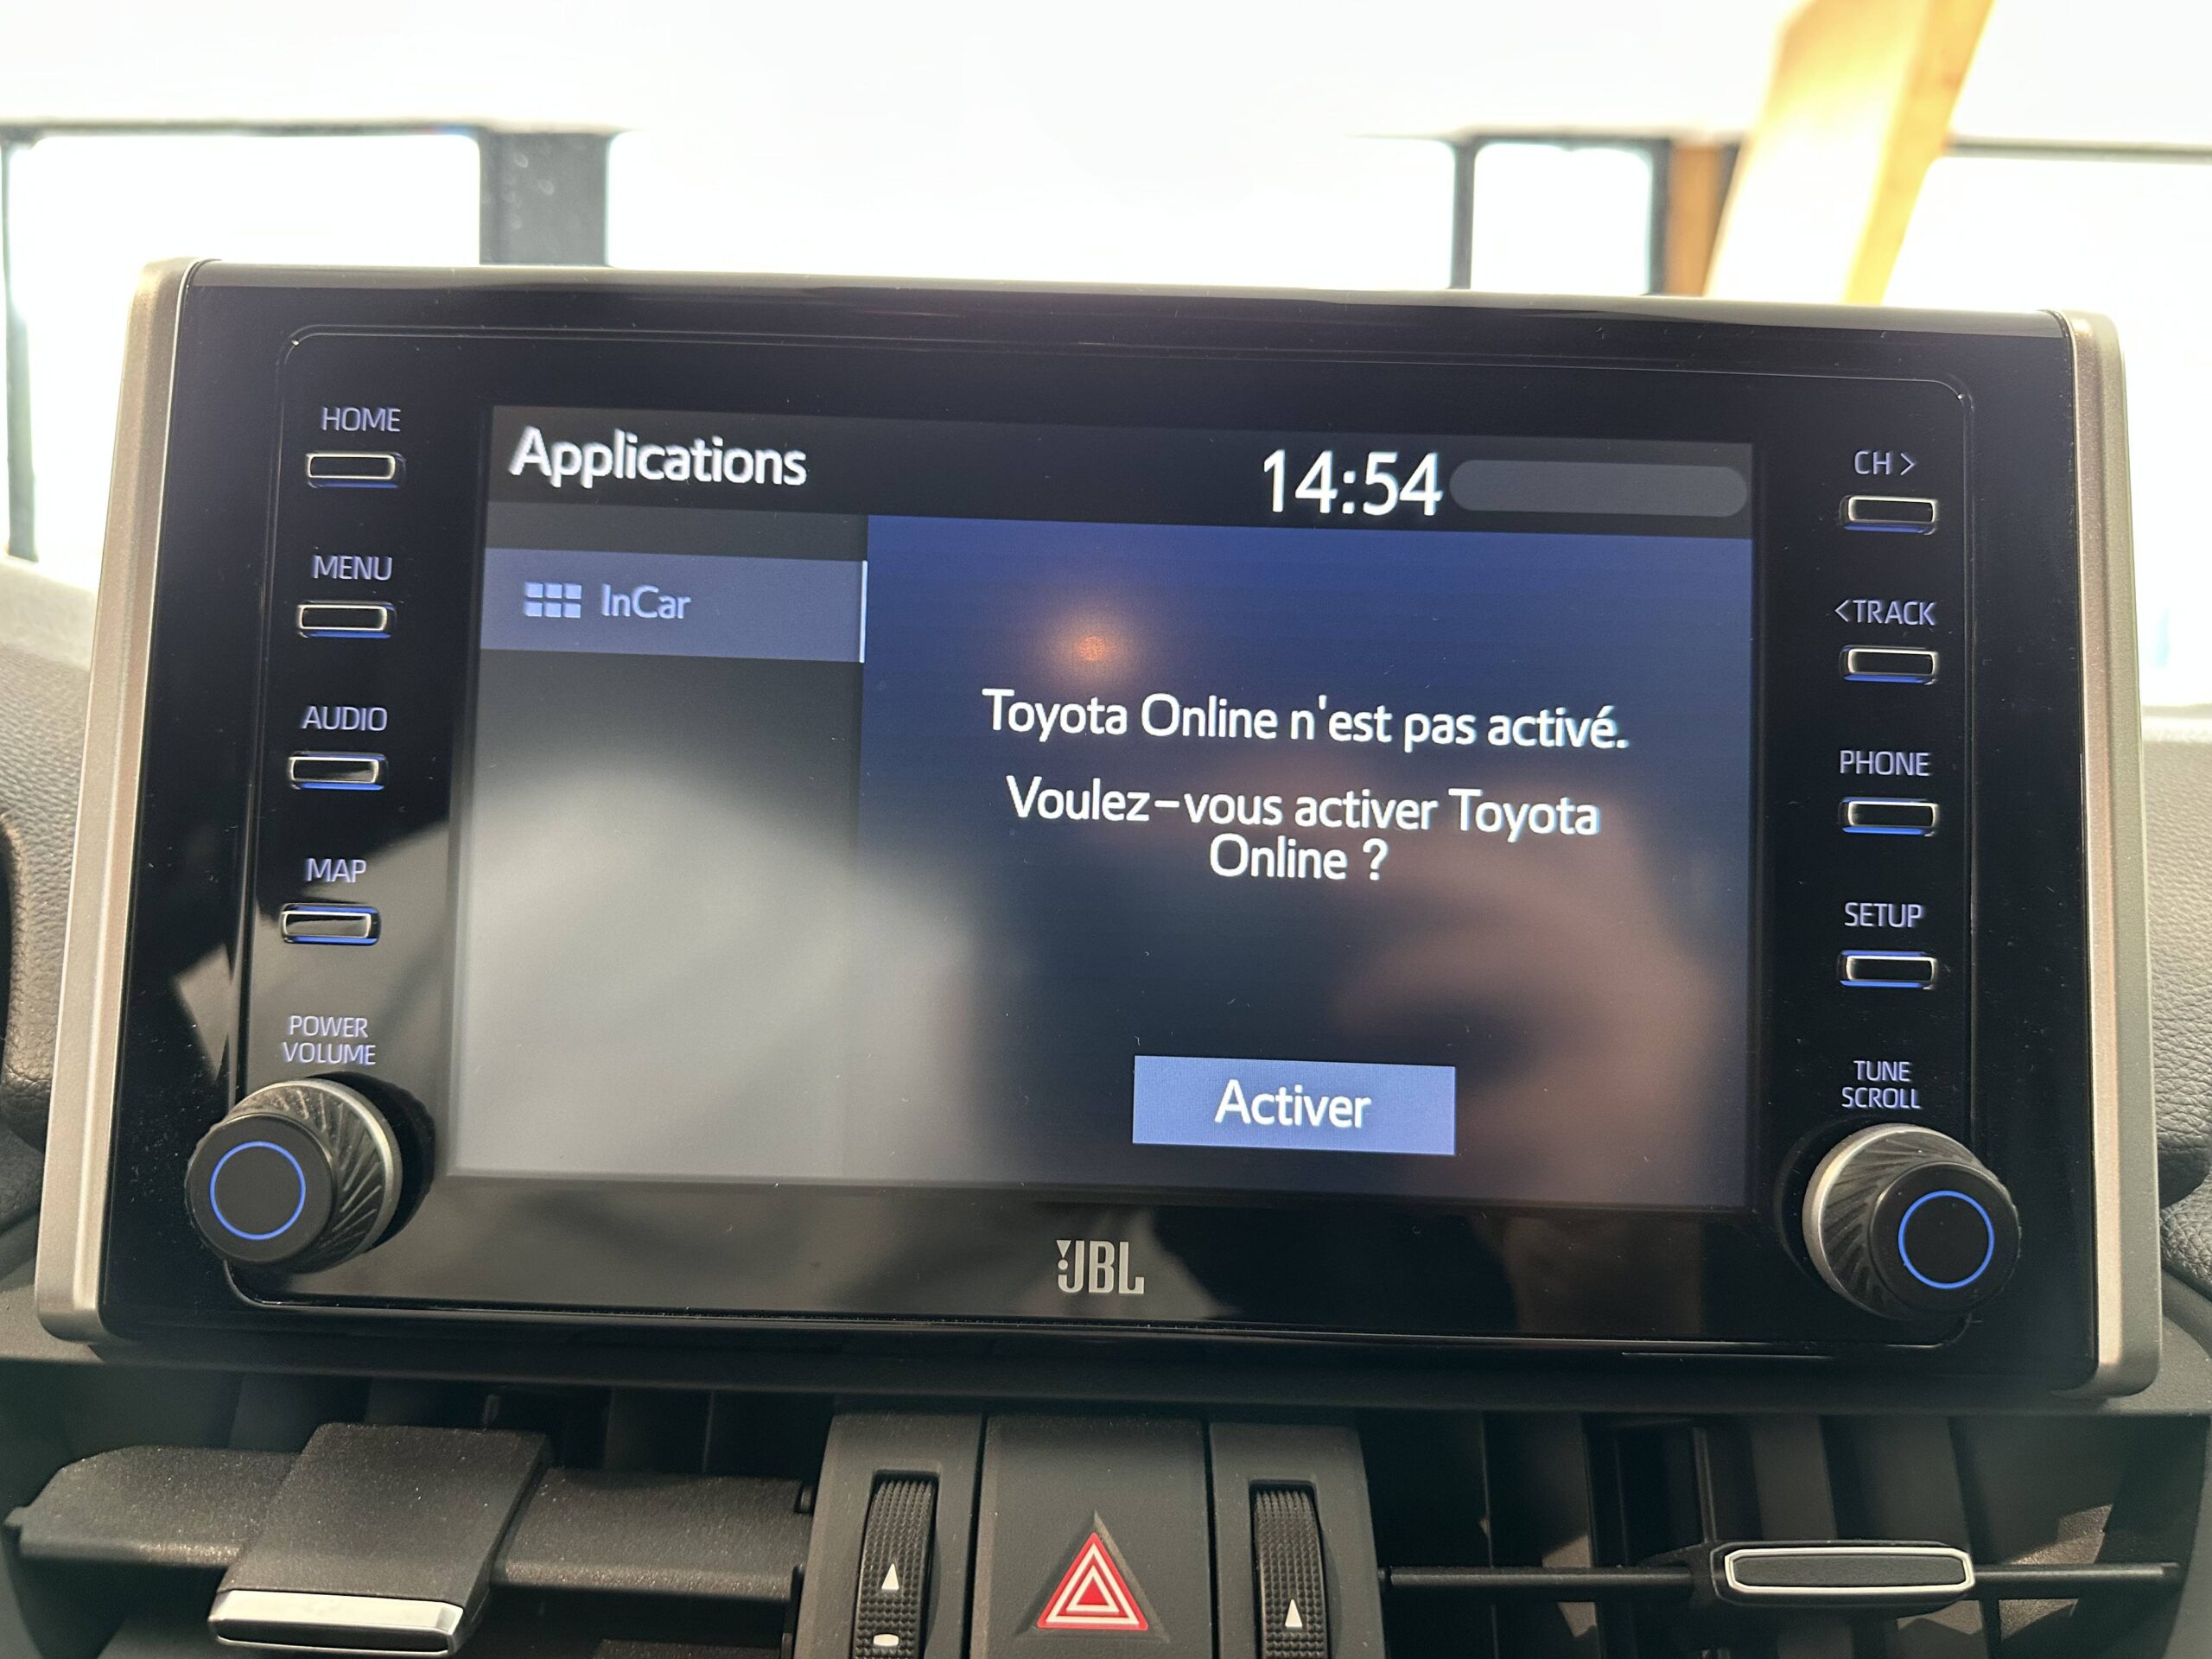 HOME
MENU
AUDIO
MAP
POWER
VOLUME
Applications
14:54
InCar
Toyota Online n'est pas activé.
Voulez-vous activer Toyota
Online ?
Activer
CH >
<TRACK
PHONE
SETUP
TUNE
SCROLL
JBL